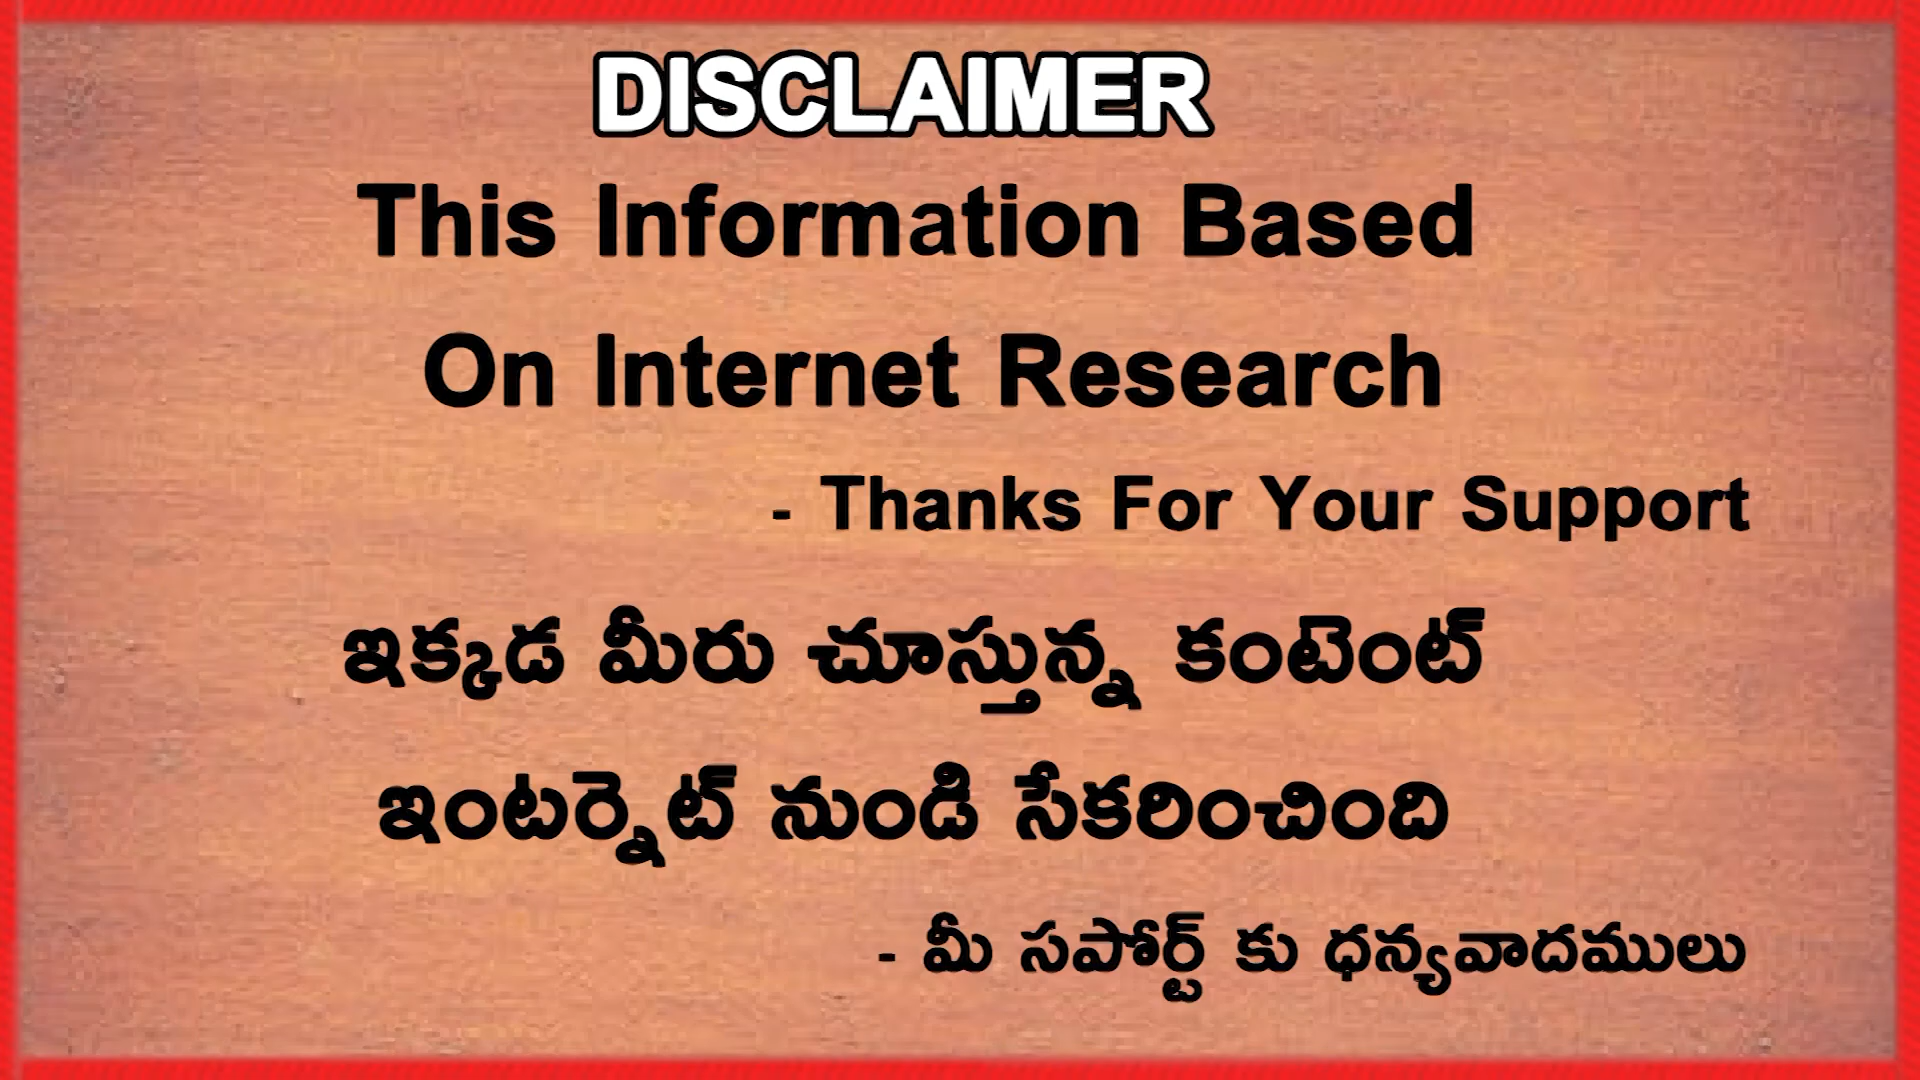 DISCLAIMER
This Information Based
On Internet Research
- Thanks For Your Support
ఇక్కడ మీరు చూస్తున్న కంటెంట్
ఇంటర్నెట్ నుండి సేకరించింది
- మీ సపోర్ట్ కు ధన్యవాదములు